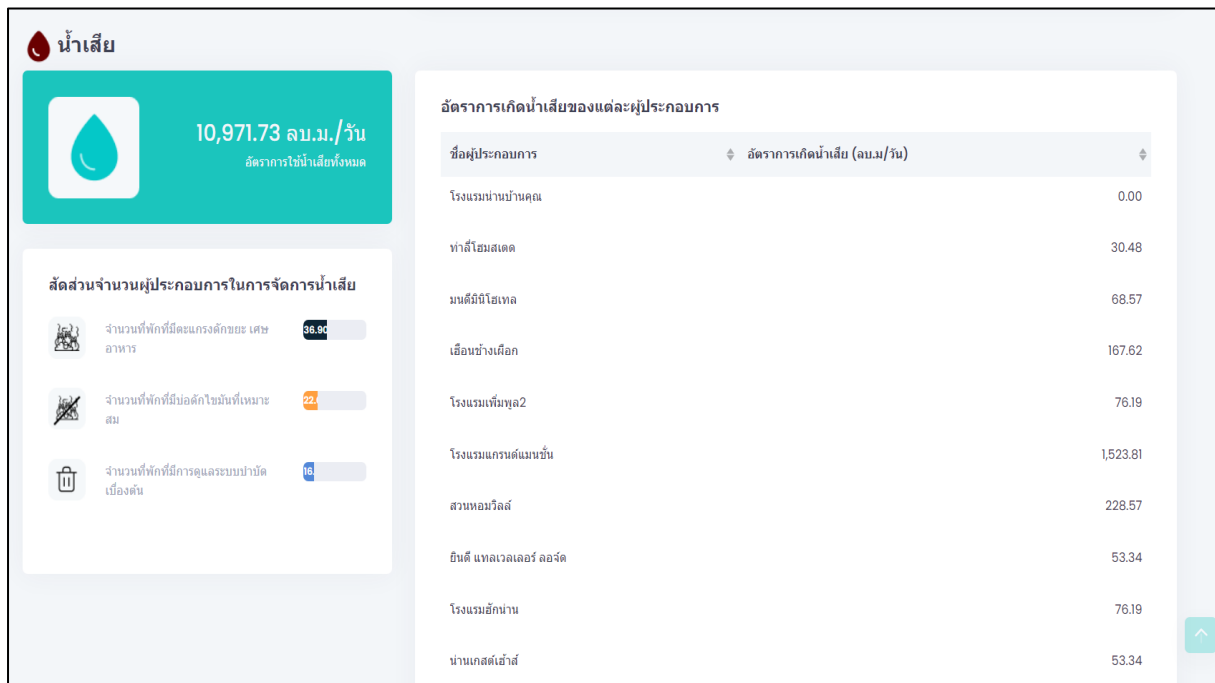 น้ำเสีย
10,971.73 ลบ.ม./วัน
อัตราการใช้น้ำเสียทั้งหมด
สัดส่วนจำนวนผู้ประกอบการในการจัดการน้ำเสีย
จำนวนที่พักที่มีตะแกรงดักขยะ เศษ
อาหาร
36.90
จำนวนที่พักที่มีบ่อดักไขมันที่เหมาะ
สม
22.
จำนวนที่พักที่มีการดูแลระบบบำบัด
เบื้องต้น
16.
อัตราการเกิดน้ำเสียของแต่ละผู้ประกอบการ
ชื่อผู้ประกอบการ อัตราการเกิดน้ำเสีย (ลบ.ม/วัน)
โรงแรมน่านบ้านคุณ 0.00
ท่าลี่โฮมสเตด 30.48
มนต์มินิโฮเทล 68.57
เฮือนช้างเผือก 167.62
โรงแรมเพิ่มพูล2 76.19
โรงแรมแกรนด์แมนชั่น 1,523.81
สวนหอมวิลล์ 228.57
ยินดี แทลเวลเลอร์ ลอจ์ด 53.34
โรงแรมฮักน่าน 76.19
น่านเกสต์เฮ้าส์ 53.34